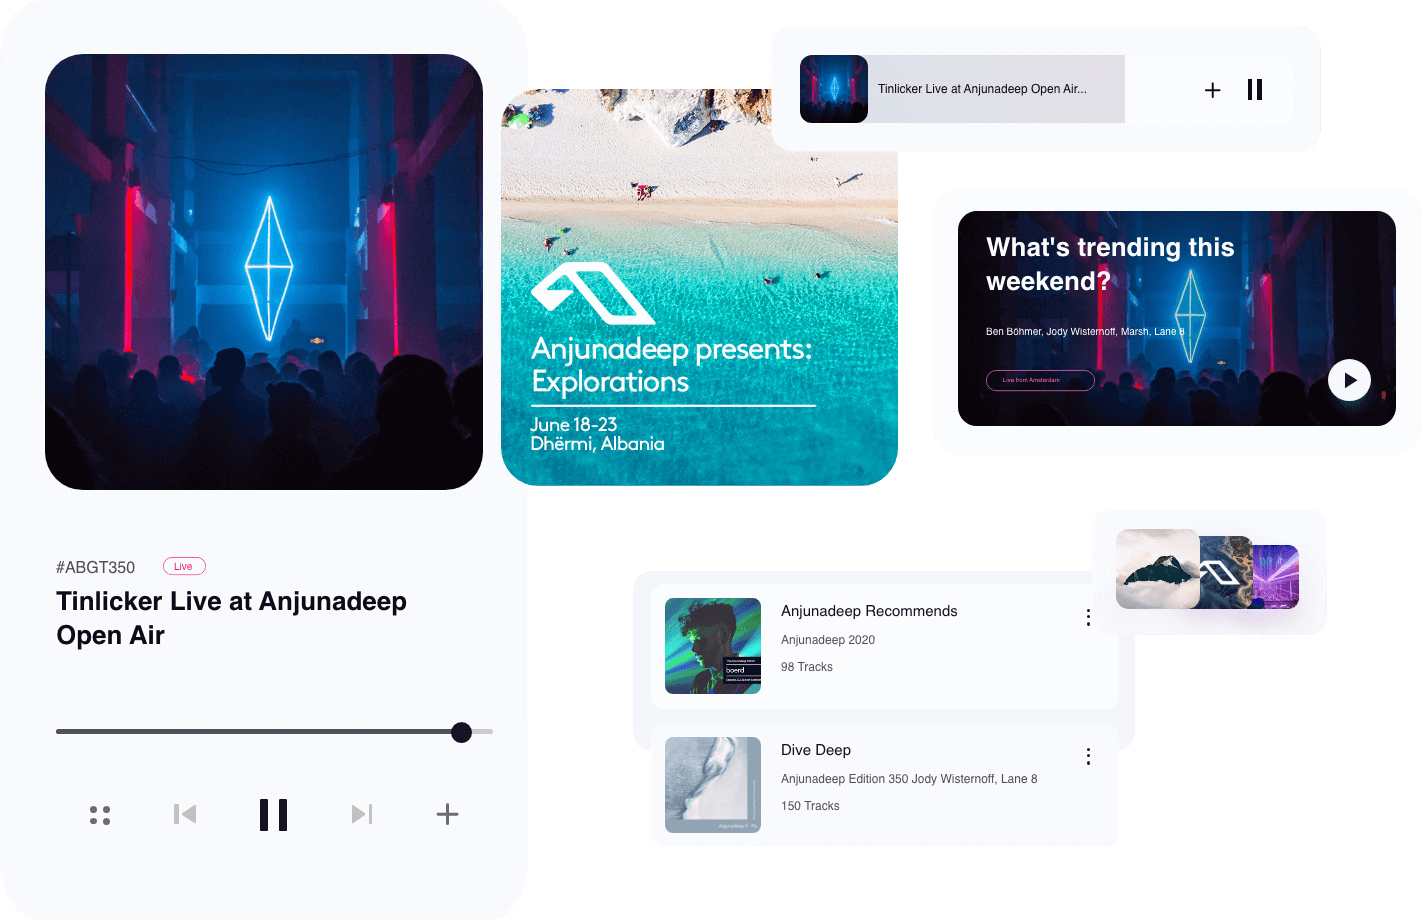 Tinlicker Live at Anjunadeep Open Air...
What's trending this
weekend?
Ben Böhmer, Jody Wisternoff, Marsh, Lane 8
Live from Amsterdam
Anjunadeep presents:
Explorations
June 18-23
Dhërmi, Albania
#ABGT350
Live
Tinlicker Live at Anjunadeep
Open Air
Anjunadeep Recommends
Anjunadeep 2020
98 Tracks
boerd
Dive Deep
Anjunadeep Edition 350 Jody Wisternoff, Lane 8
150 Tracks